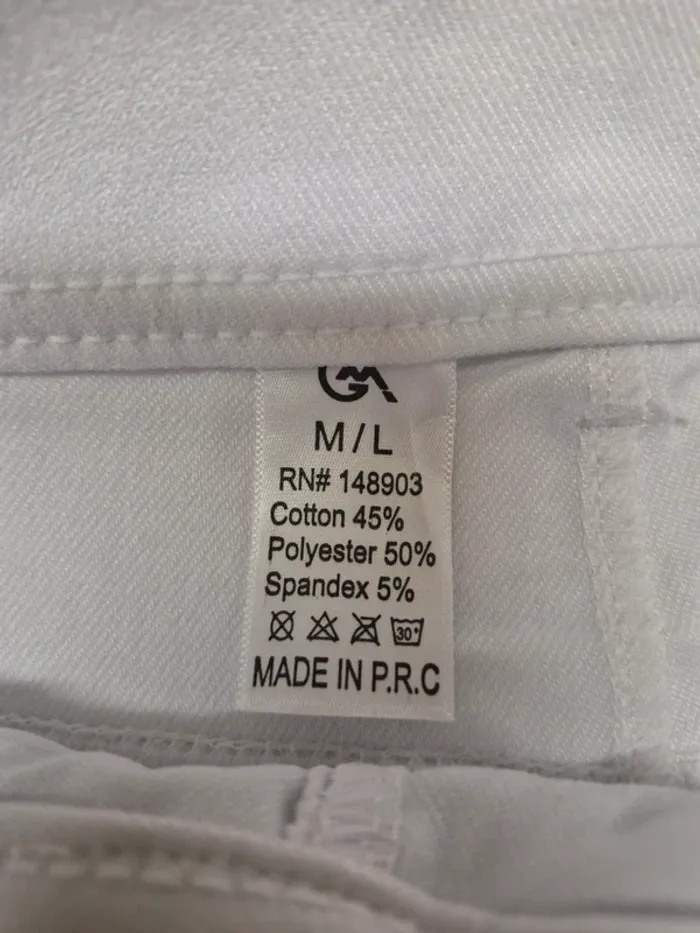 M/L
RN# 148903
Cotton 45%
Polyester 50%
Spandex 5%
30°
MADE IN P.R.C